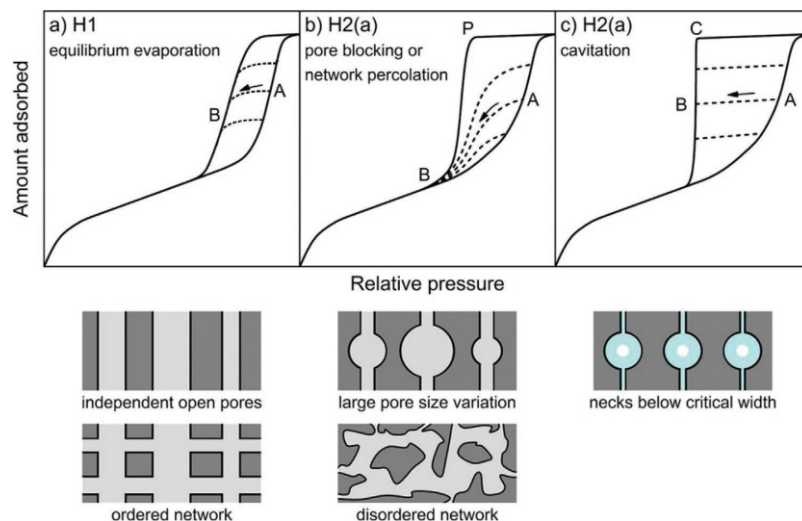 a) H1
equilibrium evaporation
A
B
b) H2(a)
pore blocking or
network percolation
P
A
B
c) H2(a)
cavitation
C
A
B
Amount adsorbed
Relative pressure
independent open pores
large pore size variation
necks below critical width
ordered network
disordered network